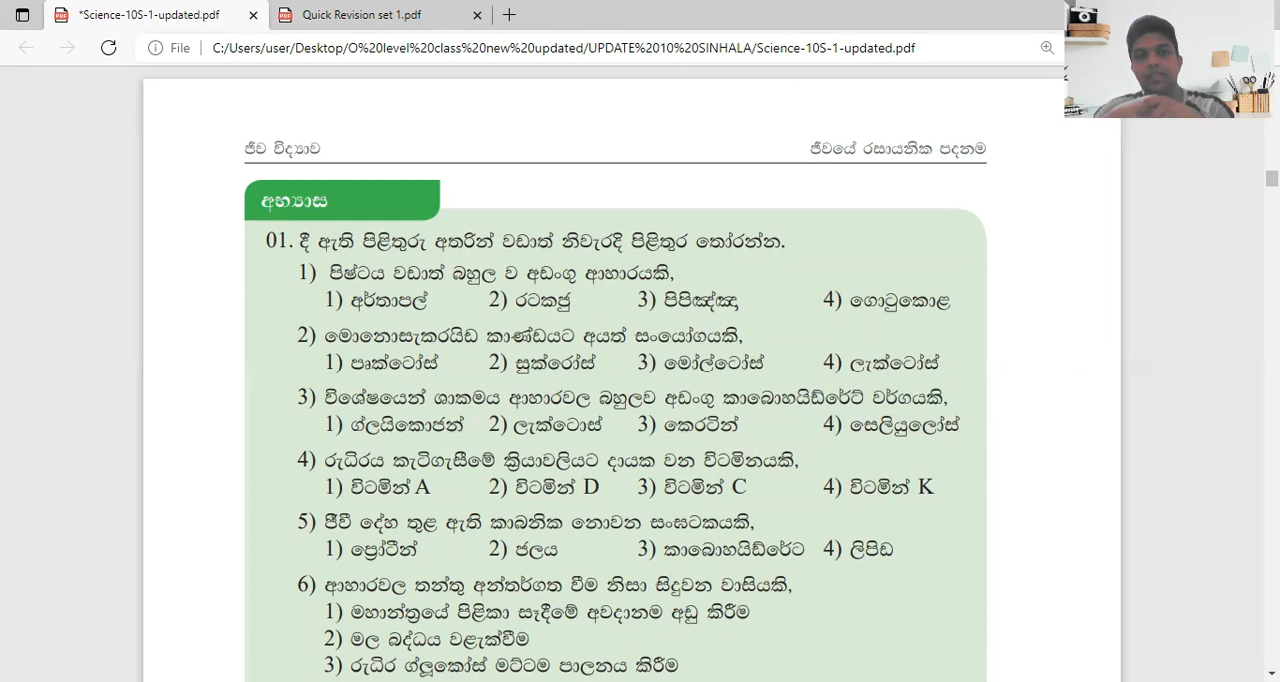 *Science-10S-1-updated.pdf
Quick Revision set 1.pdf
File
C:/Users/user/Desktop/O%20level%20class%20new%20updated/UPDATE%2010%20SINHALA/Science-10S-1-updated.pdf
ජීව විද්‍යාව
ජීවයේ රසායනික පදනම
අභ්‍යාස
01. දී ඇති පිළිතුරු අතරින් වඩාත් නිවැරදි පිළිතුර තෝරන්න.
1) පිෂ්ටය වඩාත් බහුල ව අඩංගු ආහාරයකි,
1) අර්තාපල් 2) රටකජු 3) පිපිඤ්ඤා 4) ගොටුකොළ
2) මොනොසැකරයිඩ කාණ්ඩයට අයත් සංයෝගයකි,
1) පෘක්ටෝස් 2) සුක්රෝස් 3) මෝල්ටෝස් 4) ලැක්ටෝස්
3) විශේෂයෙන් ශාකමය ආහාරවල බහුලව අඩංගු කාබොහයිඩ්රේට් වර්ගයකි,
1) ග්ලයිකොජන් 2) ලැක්ටොස් 3) කෙරටින් 4) සෙලියුලෝස්
4) රුධිරය කැටිගැසීමේ ක්‍රියාවලියට දායක වන විටමිනයකි,
1) විටමින් A 2) විටමින් D 3) විටමින් C 4) විටමින් K
5) ජීවී දේහ තුළ ඇති කාබනික නොවන සංඝටකයකි,
1) ප්‍රෝටීන් 2) ජලය 3) කාබොහයිඩ්රේට 4) ලිපිඩ
6) ආහාරවල තන්තු අන්තර්ගත වීම නිසා සිදුවන වාසියකි,
1) මහාන්ත්‍රයේ පිළිකා සෑදීමේ අවදානම අඩු කිරීම
2) මල බද්ධය වළැක්වීම
3) රුධිර ග්ලූකෝස් මට්ටම පාලනය කිරීම